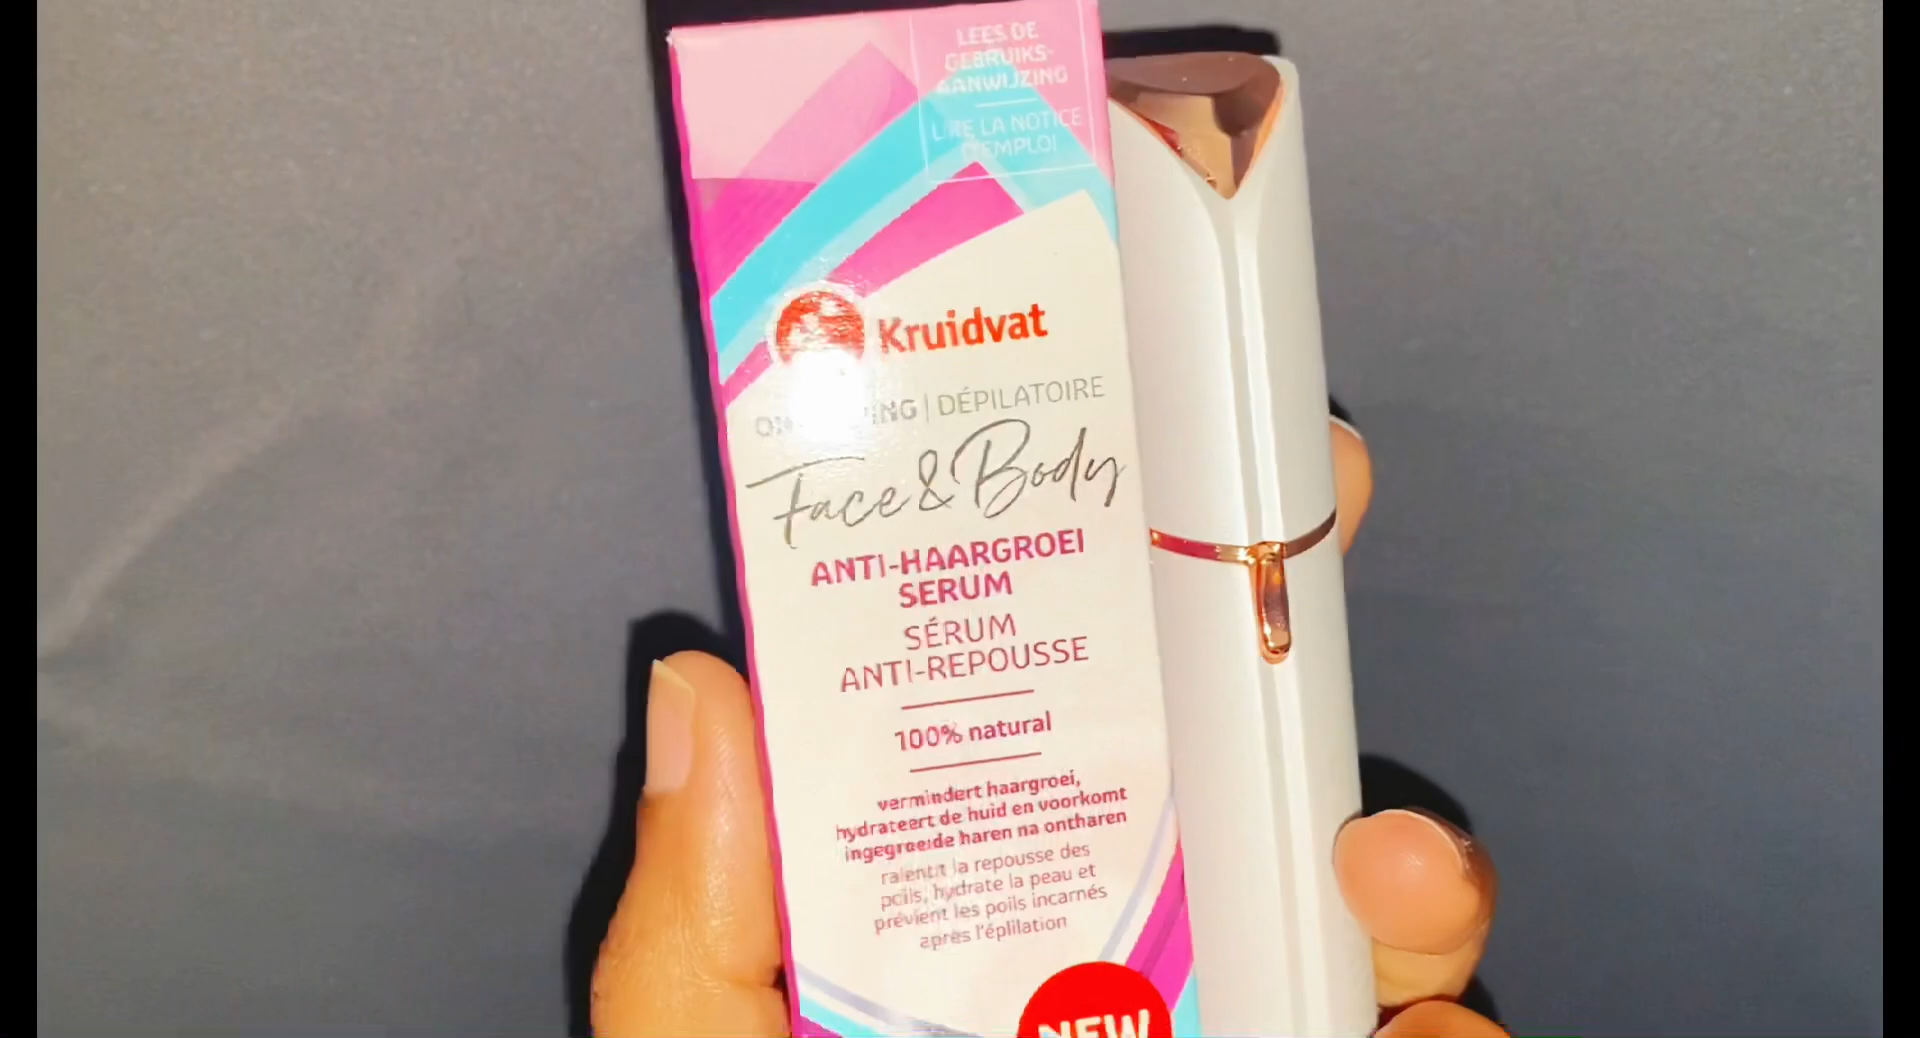 LEES DE
GEBRUIKS-
AANWIJZING
LIRE LA NOTICE
D'EMPLOI
Kruidvat
DÉPILATOIRE
Face & Body
ANTI-HAARGROEI
SERUM
SÉRUM
ANTI-REPOUSSE
100% natural
vermindert haargroei,
hydrateert de huid en voorkomt
ingegroeide haren na ontharen
ralentit la repousse des
poils, hydrate la peau et
prévient les poils incarnés
après l'éplilation
NEW